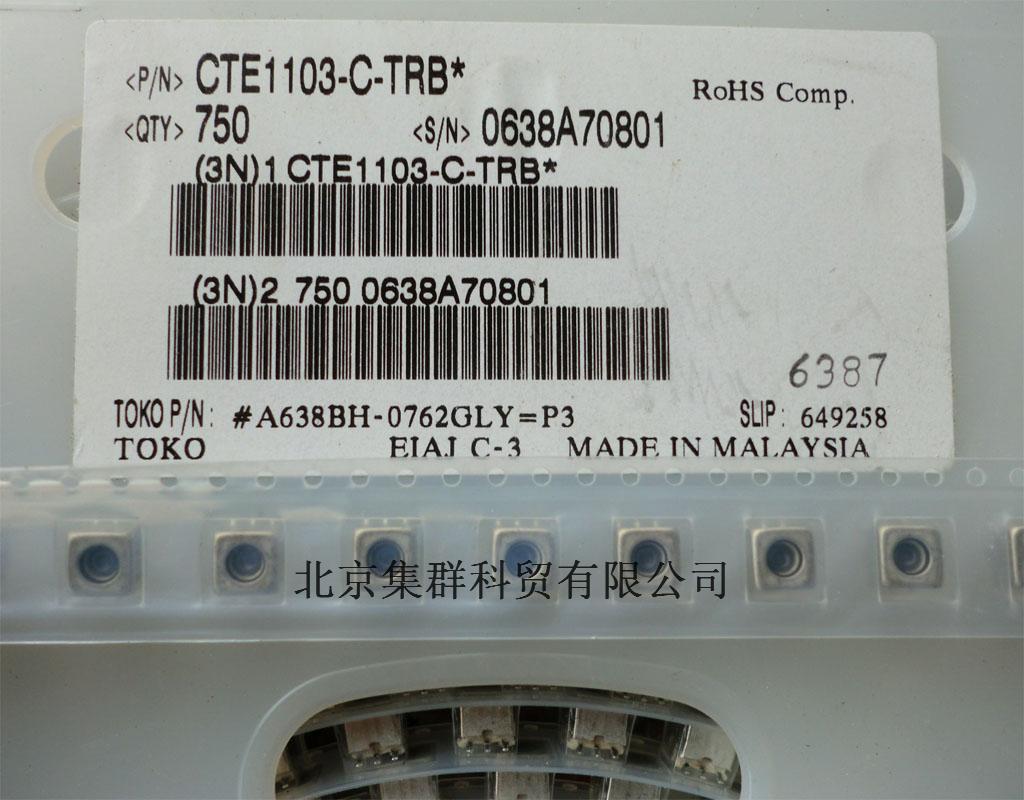 <P/N> CTE1103-C-TRB*
RoHS Comp.
<QTY> 750 <S/N> 0638A70801
(3N)1 CTE1103-C-TRB*
(3N)2 750 0638A70801
6387
TOKO P/N: #A638BH-0762GLY=P3 SLIP: 649258
TOKO EIAJ C-3 MADE IN MALAYSIA
北京集群科贸有限公司